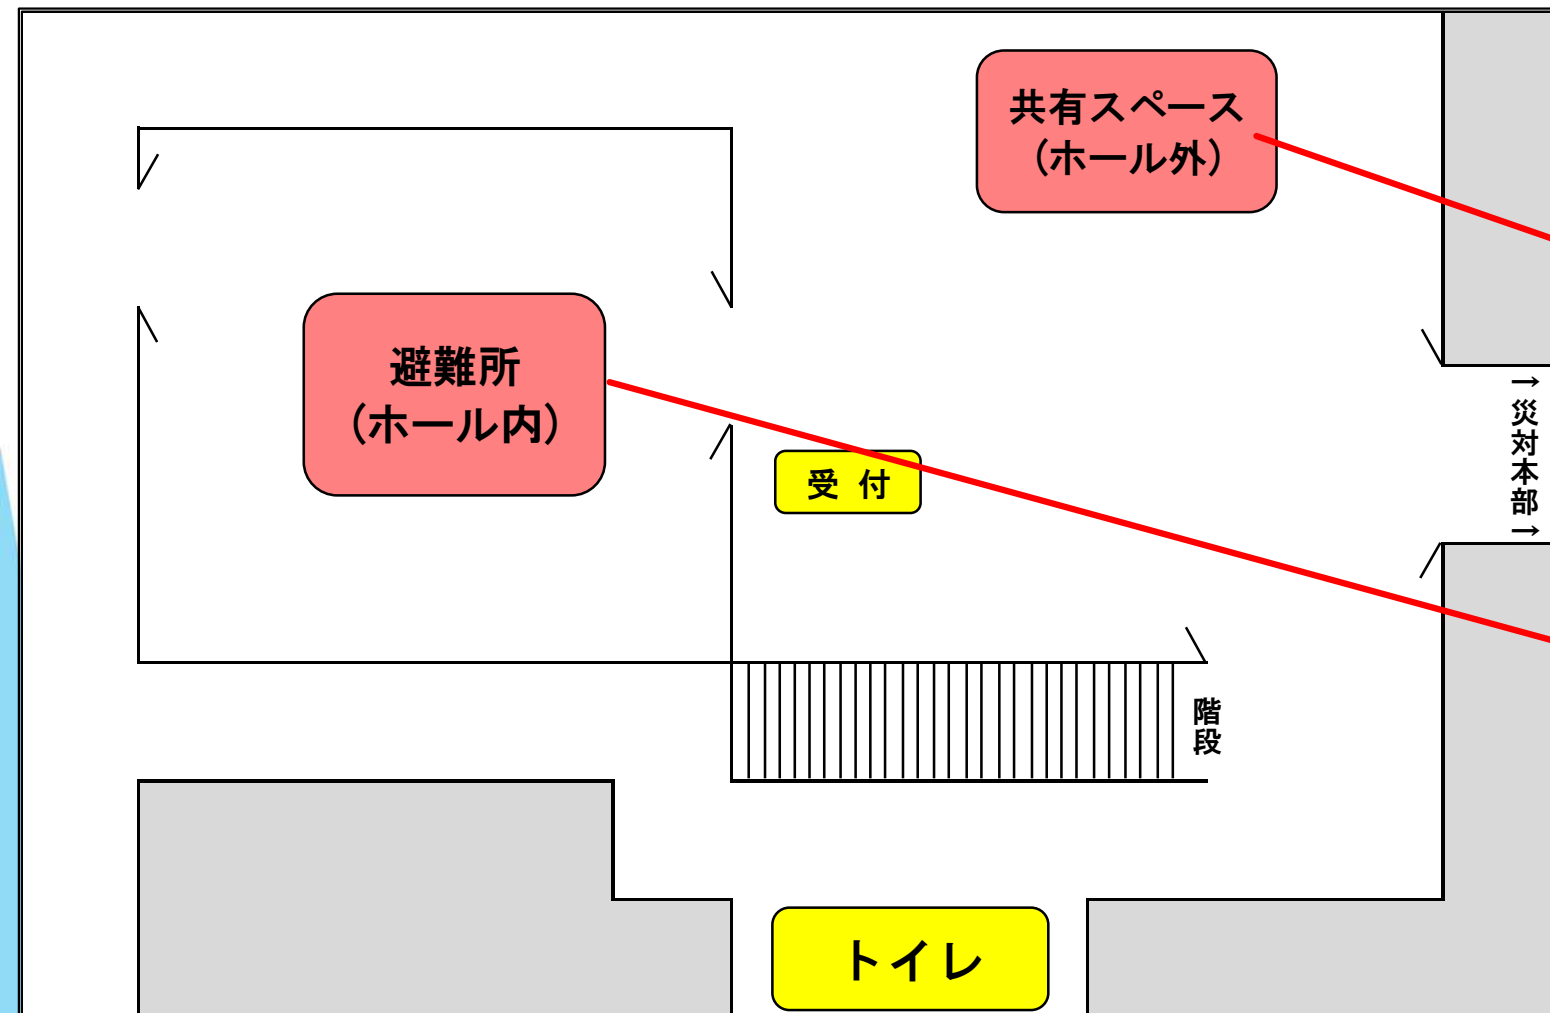 共有スペース
（ホール外）
避難所
（ホール内）
受 付
→災対本部→
階段
トイレ